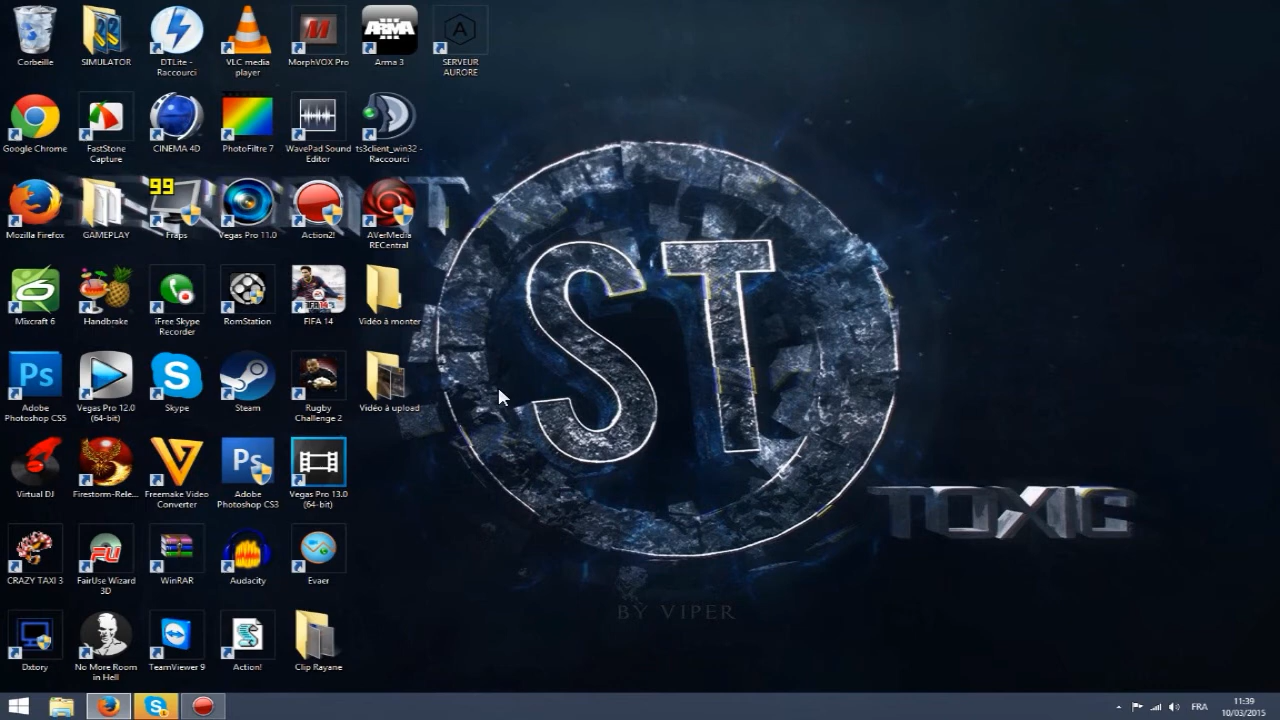 Corbeille
SIMULATOR
DTLite -
Raccourci
VLC media
player
MorphVOX Pro
Arma 3
SERVEUR
AURORE
Google Chrome
FastStone
Capture
CINEMA 4D
PhotoFiltre 7
WavePad Sound
Editor
ts3client_win32 -
Raccourci
99
Mozilla Firefox
GAMEPLAY
Fraps
Vegas Pro 11.0
Action2!
AVerMedia
RECentral
Mixcraft 6
Handbrake
iFree Skype
Recorder
RomStation
FIFA 14
Vidéo à monter
Adobe
Photoshop CS5
Vegas Pro 12.0
(64-bit)
Skype
Steam
Rugby
Challenge 2
Vidéo à upload
Virtual DJ
Firestorm-Rele...
Freemake Video
Converter
Adobe
Photoshop CS3
Vegas Pro 13.0
(64-bit)
CRAZY TAXI 3
FairUse Wizard
3D
WinRAR
Audacity
Evaer
Dxtory
No More Room
in Hell
TeamViewer 9
Action!
Clip Rayane
ST
TOXIC
BY VIPER
FRA
11:39
10/03/2015